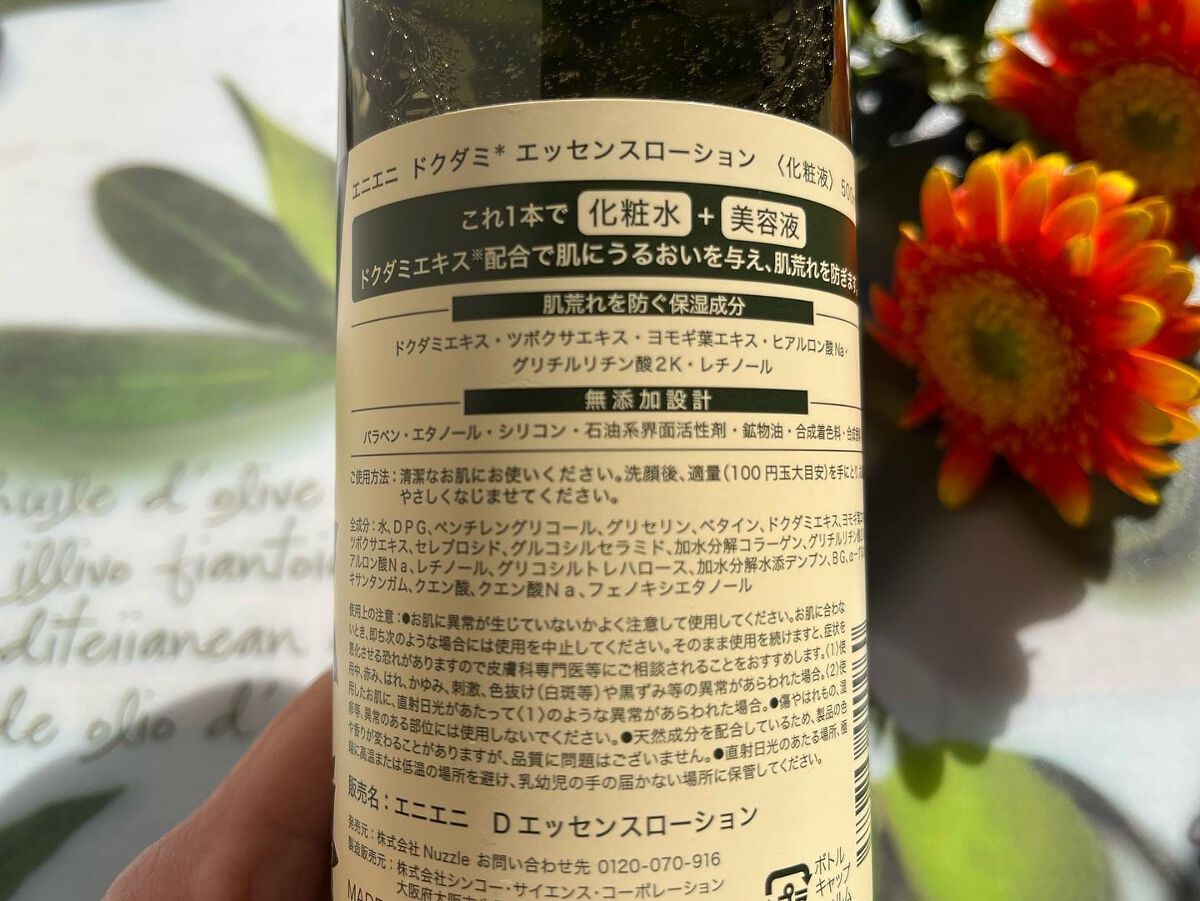 エニエニ ドクダミ* エッセンスローション 〈化粧液〉 500
これ1本で 化粧水 + 美容液
ドクダミエキス※配合で肌にうるおいを与え、肌荒れを防ぎます
肌荒れを防ぐ保湿成分
ドクダミエキス・ツボクサエキス・ヨモギ葉エキス・ヒアルロン酸Na・
グリチルリチン酸2K・レチノール
無添加設計
パラベン・エタノール・シリコン・石油系界面活性剤・鉱物油・合成着色料・合成
ご使用方法：清潔なお肌にお使いください。洗顔後、適量(100円玉大目安)を手にとり、
やさしくなじませてください。
全成分：水、DPG、ペンチレングリコール、グリセリン、ベタイン、ドクダミエキス、ヨモギ葉
ツボクサエキス、セレブロシド、グルコシルセラミド、加水分解コラーゲン、グリチルリチン酸
アルロン酸Na、レチノール、グリコシルトレハロース、加水分解水添デンプン、BG、α-
キサンタンガム、クエン酸、クエン酸Na、フェノキシエタノール
使用上の注意：●お肌に異常が生じていないかよく注意して使用してください。お肌に合わな
いとき、即ち次のような場合には使用を中止してください。そのまま使用を続けますと、症状を
悪化させる恐れがありますので皮膚科専門医等にご相談されることをおすすめします。(1)使
用中、赤み、はれ、かゆみ、刺激、色抜け(白斑等)や黒ずみ等の異常があらわれた場合。(2)使
用したお肌に、直射日光があたって(1)のような異常があらわれた場合。●傷やはれもの、湿
疹等、異常のある部位には使用しないでください。●天然成分を配合しているため、製品の色
や香りが変わることがありますが、品質に問題はございません。●直射日光のあたる場所、極
端に高温または低温の場所を避け、乳幼児の手の届かない場所に保管してください。
販売名：エニエニ Dエッセンスローション
発売元：株式会社 Nuzzle お問い合わせ先 0120-070-916
製造販売元：株式会社シンコー・サイエンス・コーポレーション
大阪府大阪市
MADE
ボトル
キャップ
huile d'olive
illivo fiantoio
de olio d'